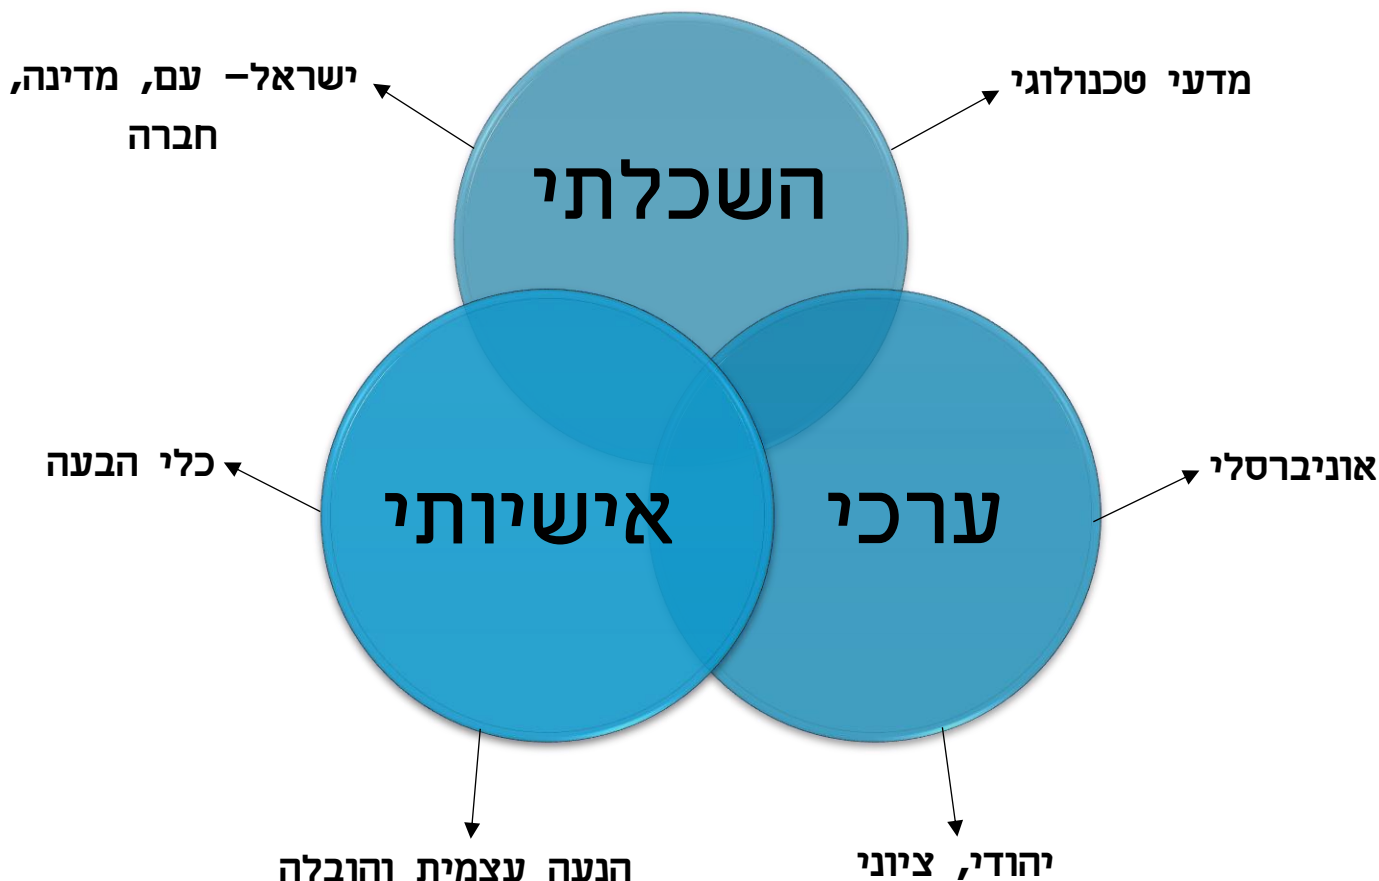 מדעי טכנולוגי
ישראל– עם, מדינה,
חברה
השכלתי
אוניברסלי
כלי הבעה
ערכי
אישיותי
יהודי, ציוני
הנעה עצמית והובלה